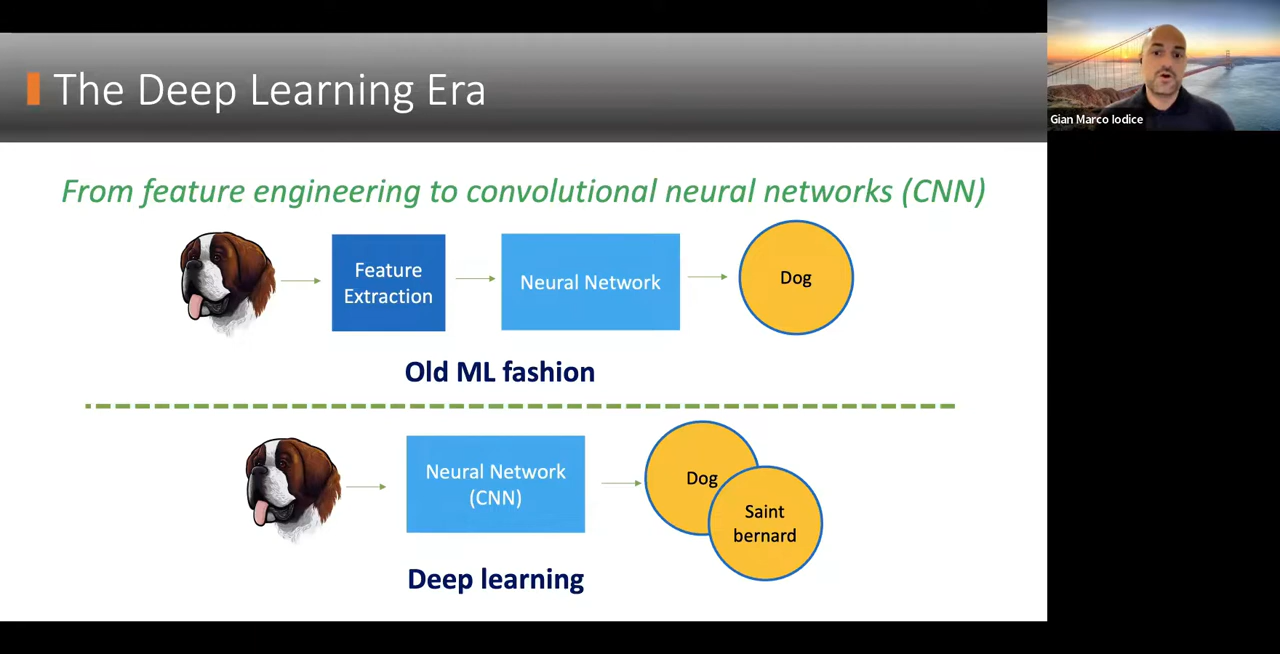 The Deep Learning Era
Gian Marco Iodice
From feature engineering to convolutional neural networks (CNN)
Feature
Extraction
Neural Network
Dog
Old ML fashion
Neural Network
(CNN)
Dog
Saint
bernard
Deep learning